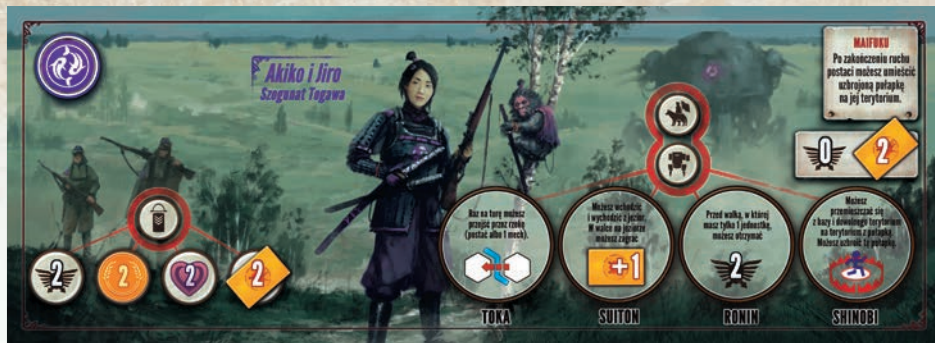 Akiko i Jiro
Szogunat Togawa
MAIFUKU
Po zakończeniu ruchu
postaci możesz umieścić
uzbrojoną pułapkę
na jej terytorium.
0
2
2
2
2
2
Raz na turę możesz
przejść przez rzekę
(postać albo 1 mech).
TOKA
Możesz wchodzić
i wychodzić z jezior.
W walce na jeziorze
możesz zagrać
+1
SUITON
Przed walką, w której
masz tylko 1 jednostkę,
możesz otrzymać
2
RONIN
Możesz
przemieszczać się
z bazy i dowolnego terytorium
na terytorium z pułapką.
Możesz uzbroić tę pułapkę.
SHINOBI